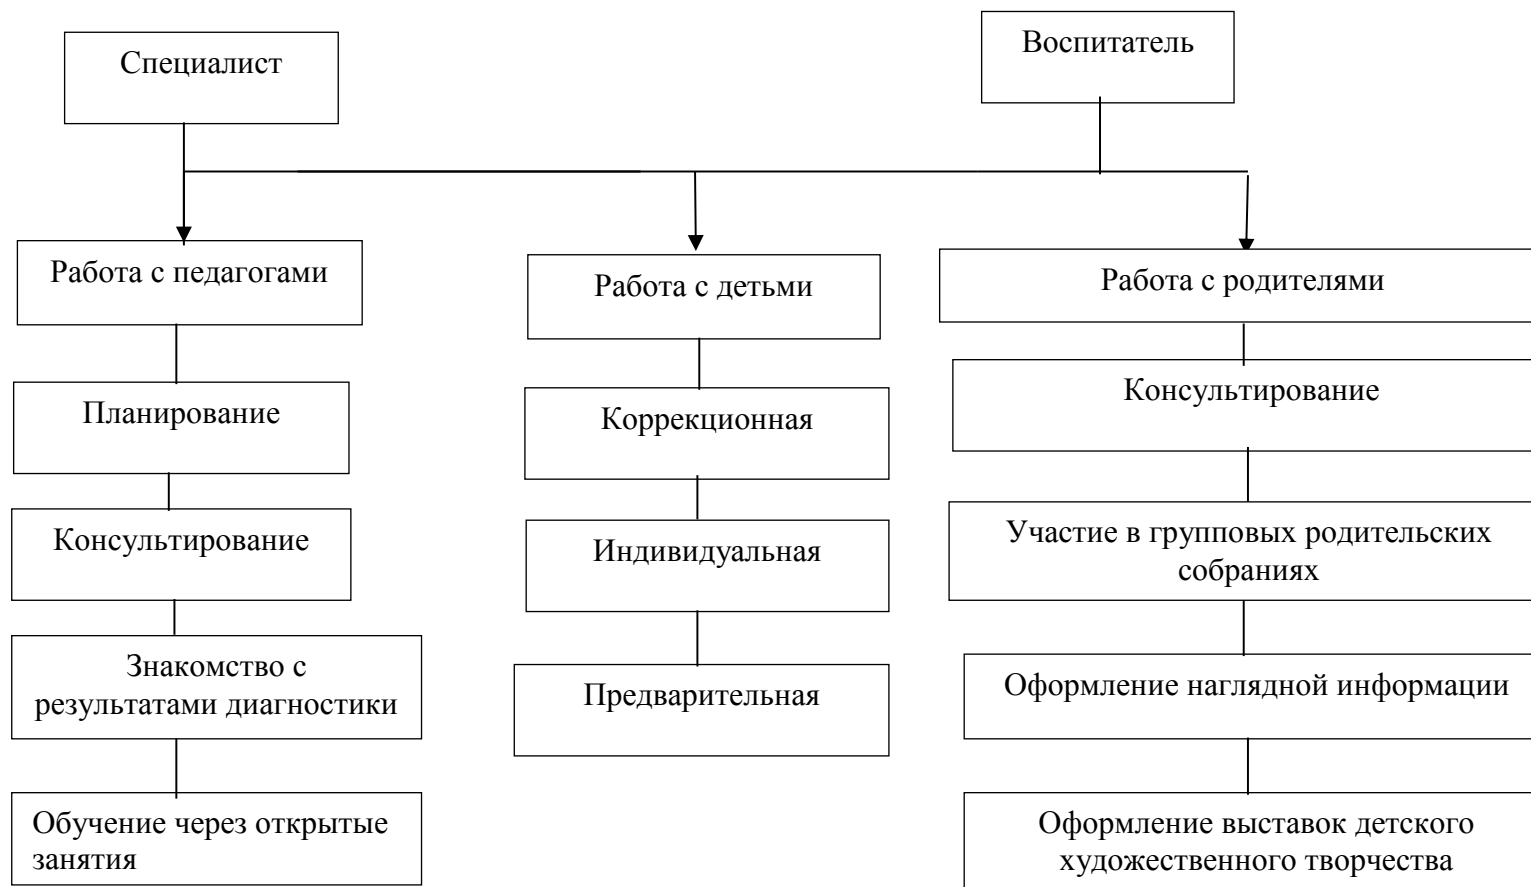 Специалист
Воспитатель
Работа с педагогами
Работа с детьми
Работа с родителями
Планирование
Коррекционная
Консультирование
Консультирование
Индивидуальная
Участие в групповых родительских
собраниях
Знакомство с
результатами диагностики
Предварительная
Оформление наглядной информации
Обучение через открытые
занятия
Оформление выставок детского
художественного творчества